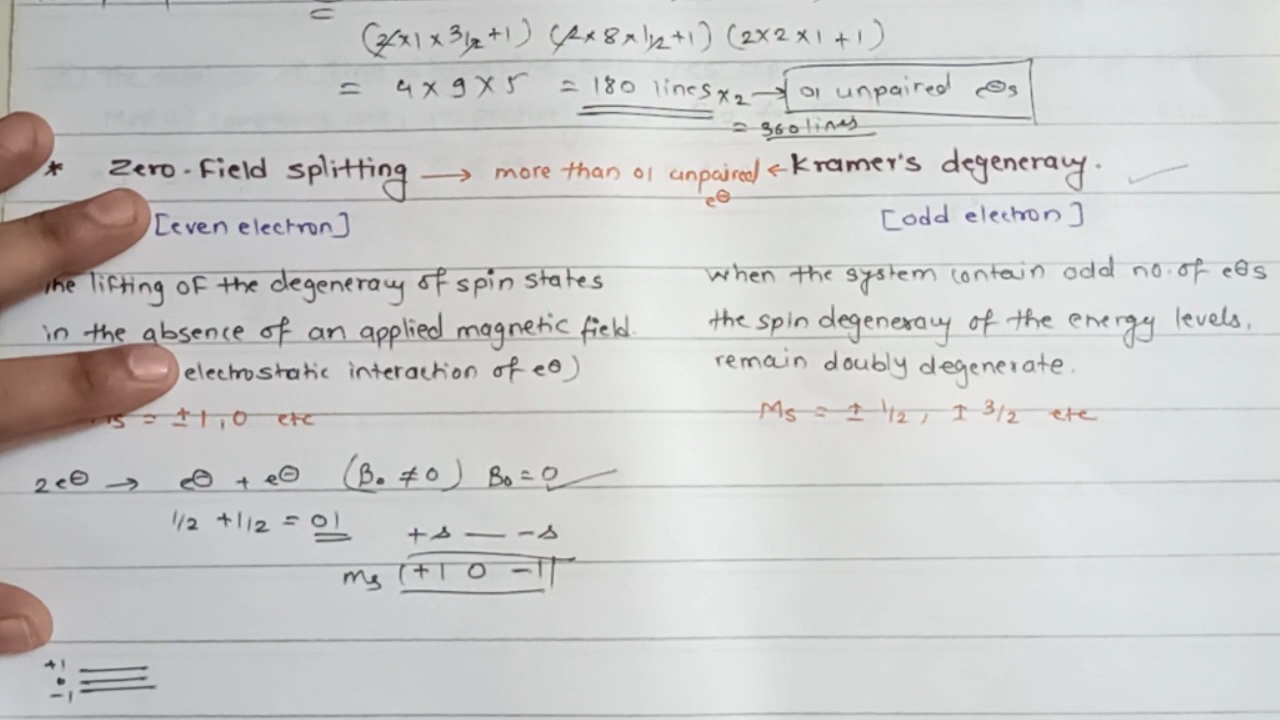 =
(2×1×3/2+1) (2×8×1/2+1) (2×2×1+1)
= 4×9×5 = 180 lines ×2 → 01 unpaired e⊖s
= 360 lines
* Zero-field splitting → more than 01 unpaired e⊖ ← Kramer's degeneracy.
[even electron] [odd electron]
he lifting of the degeneracy of spin states
in the absence of an applied magnetic field.
electrostatic interaction of e⊖)
When the system contain odd no. of e⊖s
the spin degeneracy of the energy levels,
remain doubly degenerate.
s = ±1, 0 etc
Ms = ± 1/2, ± 3/2 etc
2e⊖ → e⊖ + e⊖ (B₀ ≠ 0) B₀ = 0
1/2 + 1/2 = 01
+s — -s
ms +1 0 -1
+1
0
-1